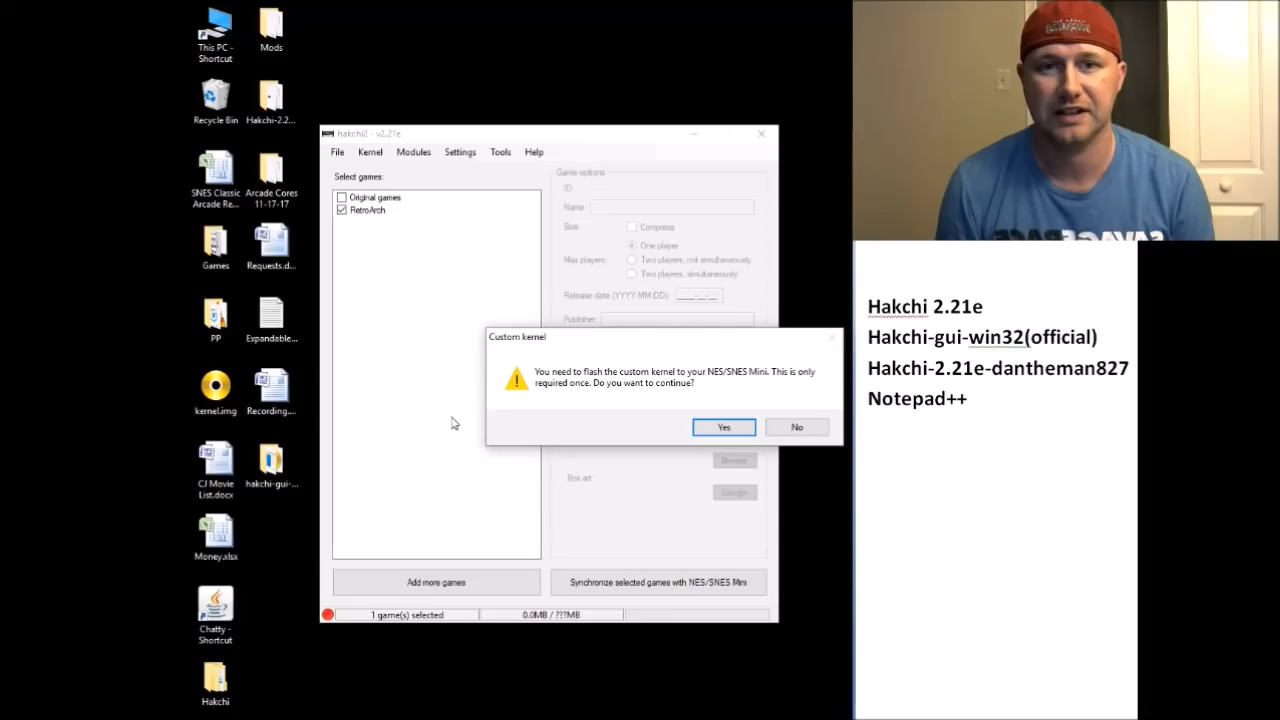 This PC -
Shortcut
Mods
Recycle Bin
Hakchi-2.2...
SNES Classic
Arcade Re...
Arcade Cores
11-17-17
Games
Requests.d...
PP
Expandable...
kernel.img
Recording....
CJ Movie
List.docx
hakchi-gui-...
Money.xlsx
Chatty -
Shortcut
Hakchi
hakchi2 - v2.21e
File Kernel Modules Settings Tools Help
Select games:
Original games
RetroArch
Game options
ID:
Name:
Size:
Compress
Max players:
One player
Two players, not simultaneously
Two players, simultaneously
Release date (YYYY-MM-DD):
Publisher:
Custom kernel
You need to flash the custom kernel to your NES/SNES Mini. This is only
required once. Do you want to continue?
Yes No
Browse
Box art:
Google
Add more games
Synchronize selected games with NES/SNES Mini
1 game(s) selected
0.0MB / ???MB
Hakchi 2.21e
Hakchi-gui-win32(official)
Hakchi-2.21e-dantheman827
Notepad++